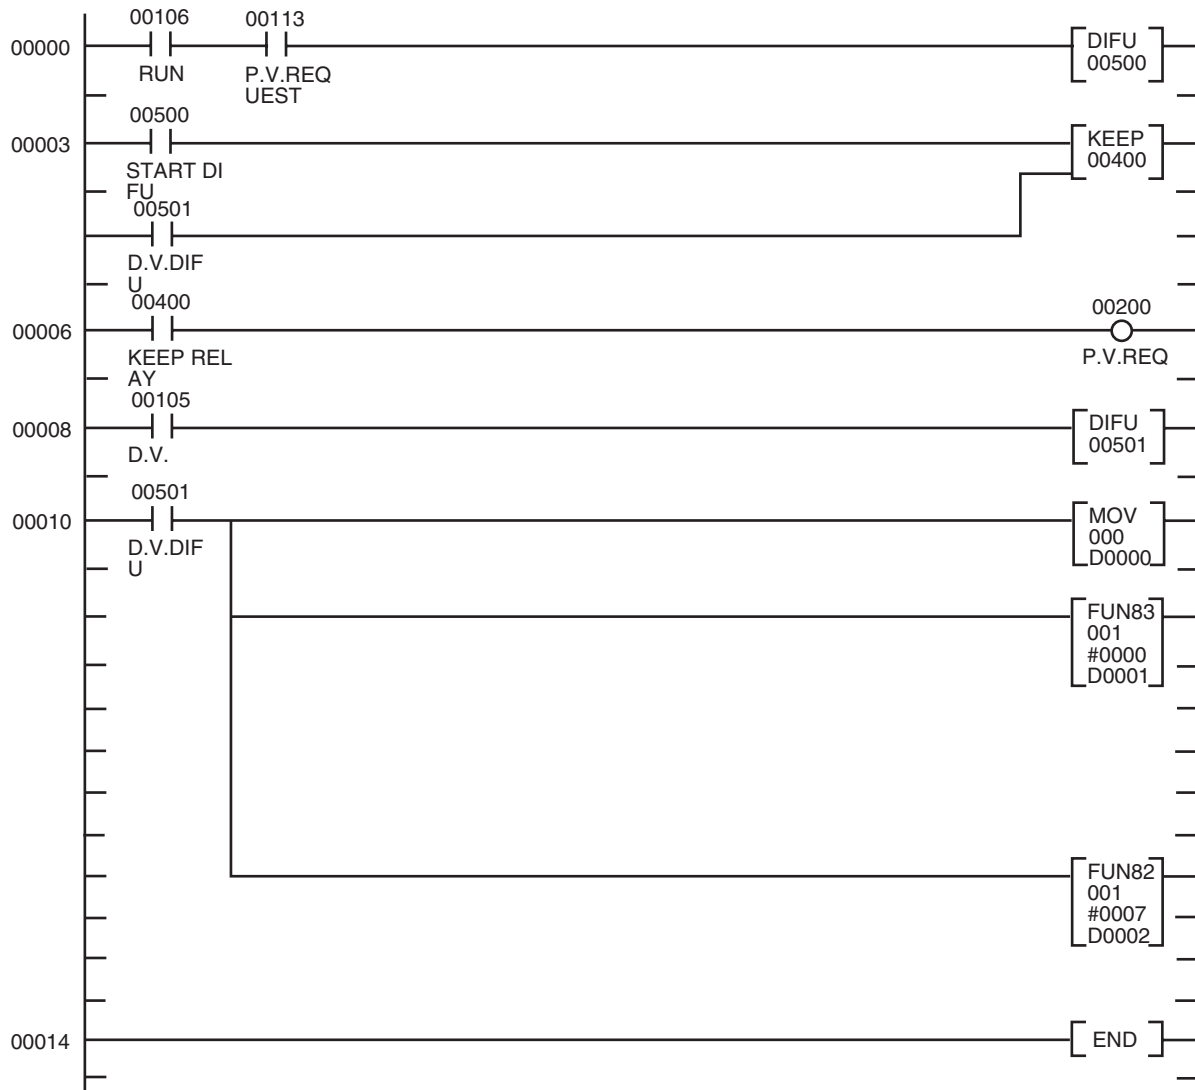 00106 00113
00000 DIFU
00500
RUN P.V.REQ
UEST
00500
00003 KEEP
00400
START DI
FU
00501
D.V.DIF
U
00400 00200
00006
KEEP REL P.V.REQ
AY
00105
00008 DIFU
00501
D.V.
00501
00010 MOV
000
D0000
D.V.DIF
U
FUN83
001
#0000
D0001
FUN82
001
#0007
D0002
00014 END